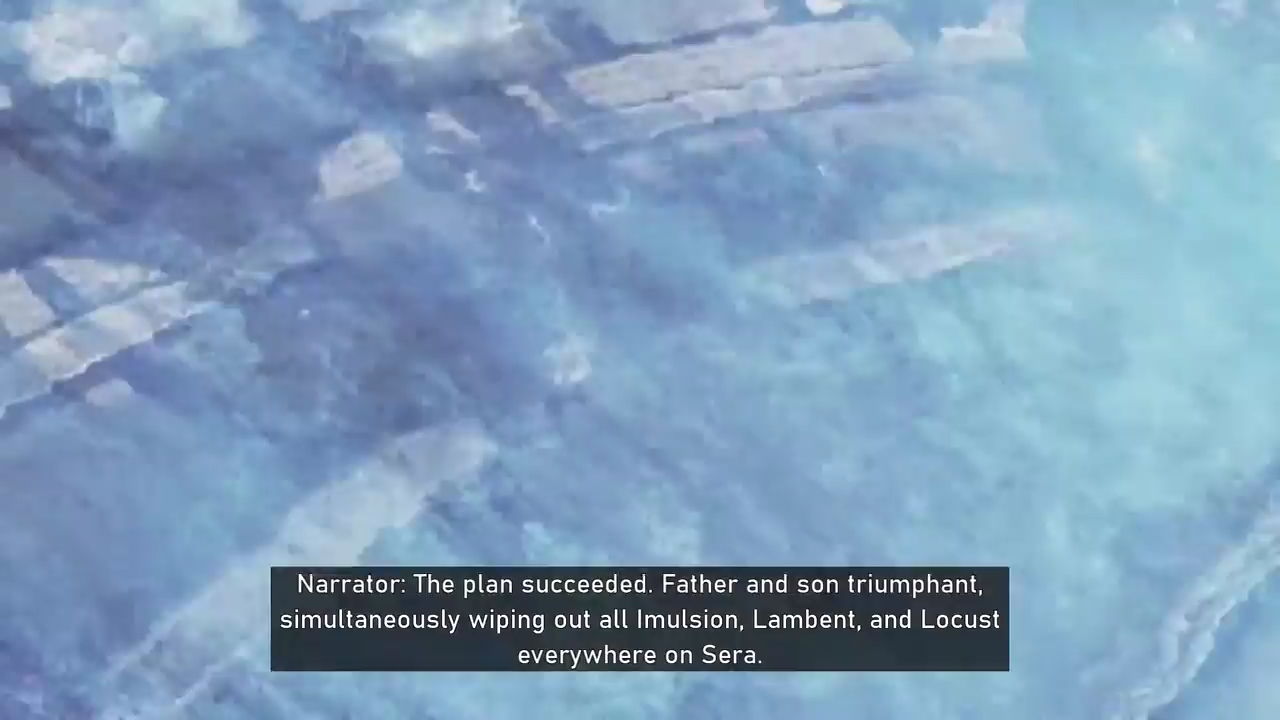 Narrator: The plan succeeded. Father and son triumphant,
simultaneously wiping out all Imulsion, Lambent, and Locust
everywhere on Sera.